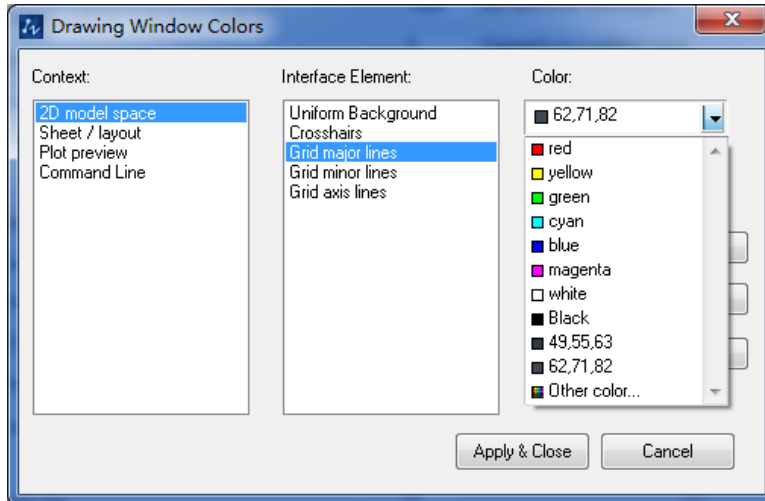 Drawing Window Colors
Context:
2D model space
Sheet / layout
Plot preview
Command Line
Interface Element:
Uniform Background
Crosshairs
Grid major lines
Grid minor lines
Grid axis lines
Color:
62,71,82
red
yellow
green
cyan
blue
magenta
white
Black
49,55,63
62,71,82
Other color...
Apply & Close
Cancel